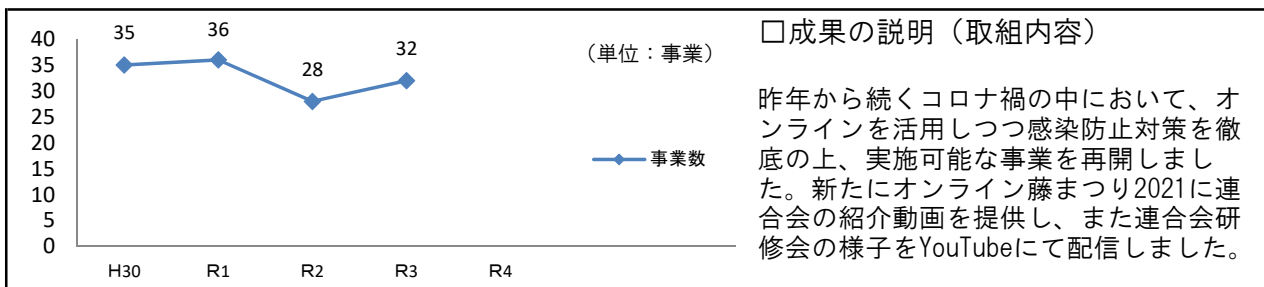 40
35
30
25
20
15
10
5
0
35
36
28
32
(単位：事業)
事業数
H30
R1
R2
R3
R4
□成果の説明（取組内容）
昨年から続くコロナ禍の中において、オ
ンラインを活用しつつ感染防止対策を徹
底の上、実施可能な事業を再開しまし
た。新たにオンライン藤まつり2021に連
合会の紹介動画を提供し、また連合会研
修会の様子をYouTubeにて配信しました。